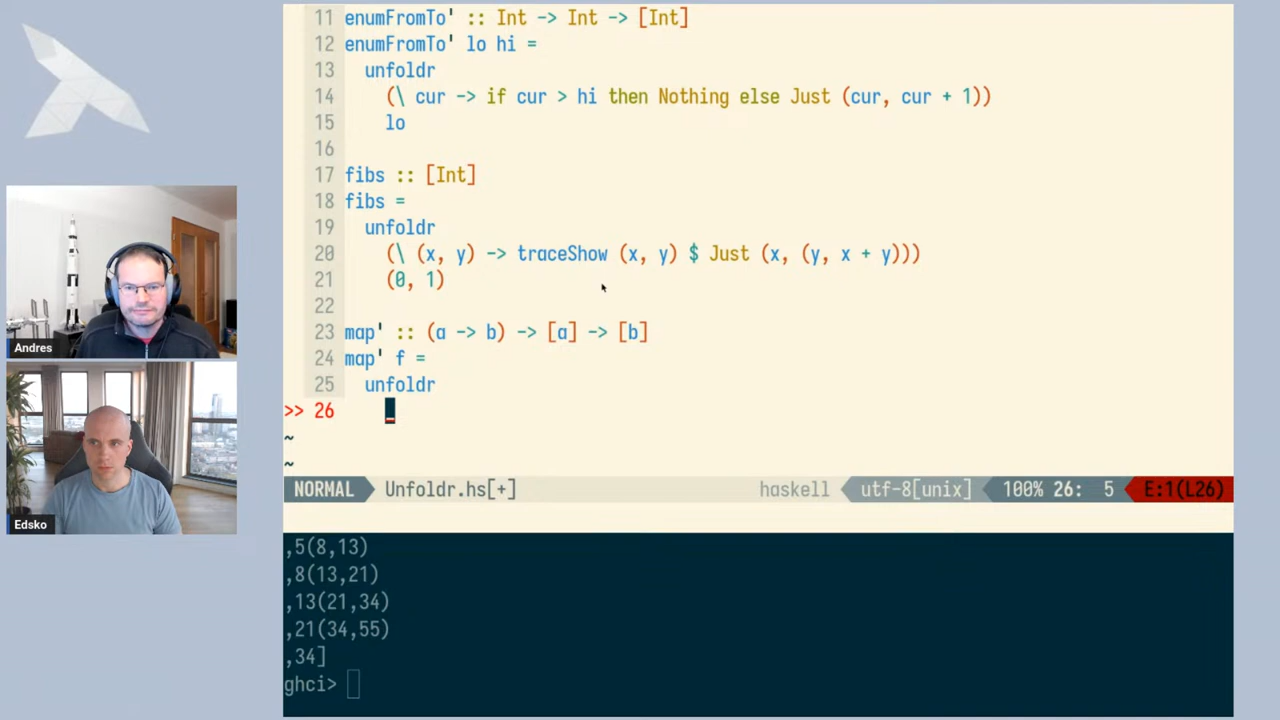 11 enumFromTo' :: Int -> Int -> [Int]
12 enumFromTo' lo hi =
13   unfoldr
14     (\ cur -> if cur > hi then Nothing else Just (cur, cur + 1))
15     lo
16
17 fibs :: [Int]
18 fibs =
19   unfoldr
20     (\ (x, y) -> traceShow (x, y) $ Just (x, (y, x + y)))
21     (0, 1)
22
23 map' :: (a -> b) -> [a] -> [b]
24 map' f =
25   unfoldr
>> 26
~
~
NORMAL Unfoldr.hs[+] haskell utf-8[unix] 100% 26: 5 E:1(L26)
,5(8,13)
,8(13,21)
,13(21,34)
,21(34,55)
,34]
ghci>
Andres
Edsko